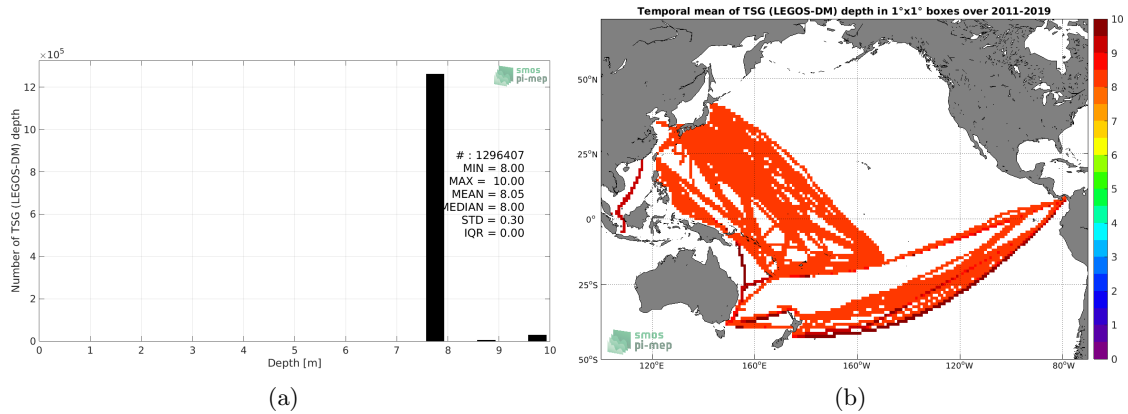 ×10⁵
smos
pi-mep
12
10
8
6
4
2
0
Number of TSG (LEGOS-DM) depth
# : 1296407
MIN = 8.00
MAX = 10.00
MEAN = 8.05
MEDIAN = 8.00
STD = 0.30
IQR = 0.00
0 1 2 3 4 5 6 7 8 9 10
Depth [m]
(a)
Temporal mean of TSG (LEGOS-DM) depth in 1°x1° boxes over 2011-2019
50°N
25°N
0°
25°S
50°S
120°E 160°E 160°W 120°W 80°W
smos
pi-mep
10
9
8
7
6
5
4
3
2
1
0
(b)